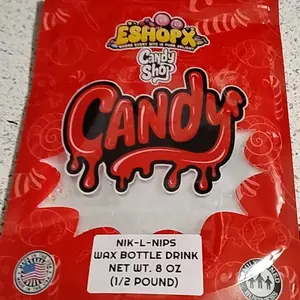 ESHOPX
Candy
Shop
CANDY
NIK-L-NIPS
WAX BOTTLE DRINK
NET WT. 8 OZ
(1/2 POUND)